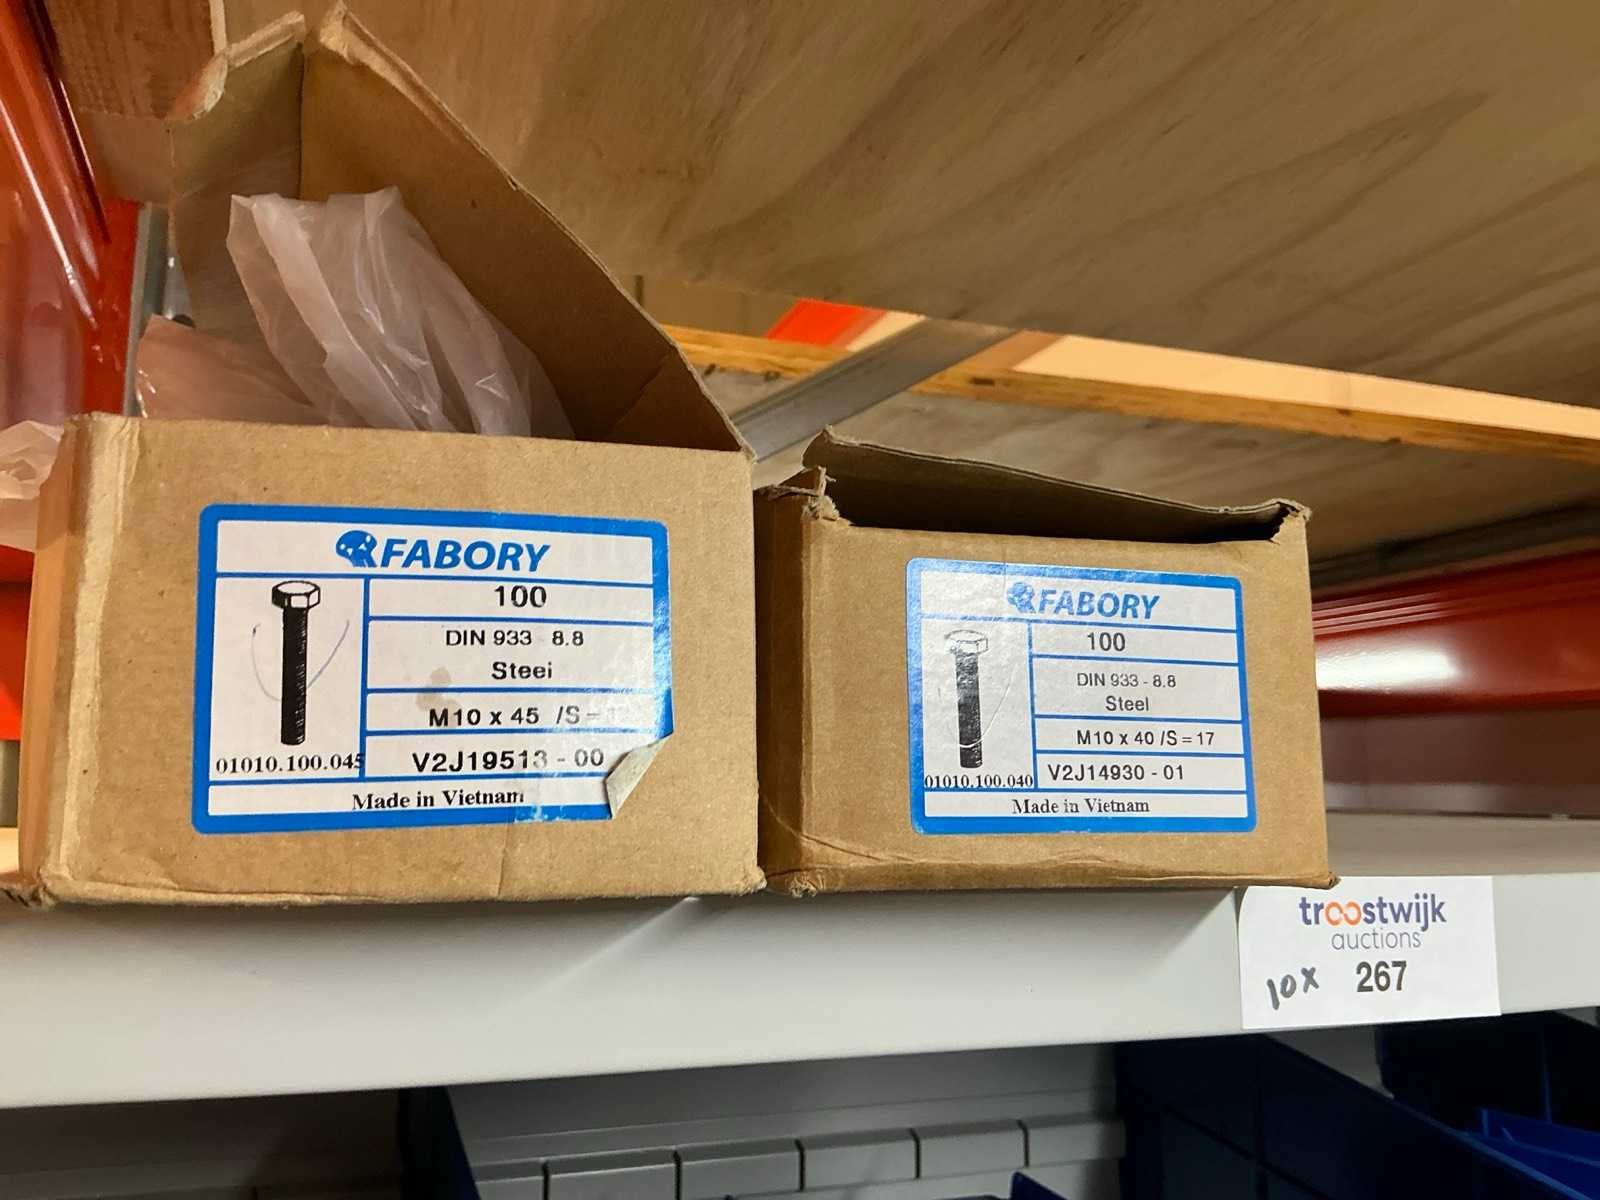 FABORY
100
DIN 933 8.8
Steel
M10 x 45 /S =
01010.100.045
V2J19513 - 00
Made in Vietnam
FABORY
100
DIN 933 - 8.8
Steel
M10 x 40 /S = 17
01010.100.040
V2J14930 - 01
Made in Vietnam
troostwijk
auctions
10x 267